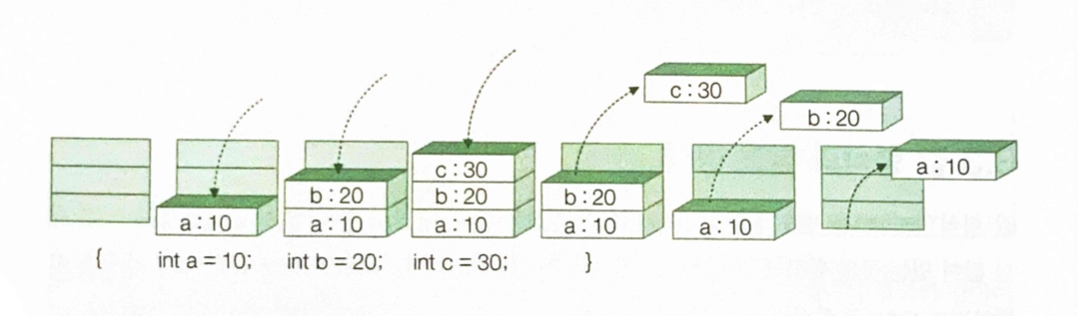 c : 30
b : 20
c : 30
a : 10
b : 20
b : 20
b : 20
a : 10
a : 10
a : 10
a : 10
a : 10
{
int a = 10;
int b = 20;
int c = 30;
}